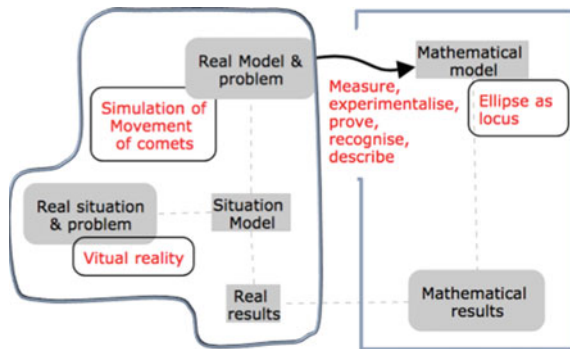 Real Model &
problem
Mathematical
model
Measure,
experimentalise,
prove,
recognise,
describe
Simulation of
Movement
of comets
Ellipse as
locus
Real situation
& problem
Situation
Model
Vitual reality
Real
results
Mathematical
results